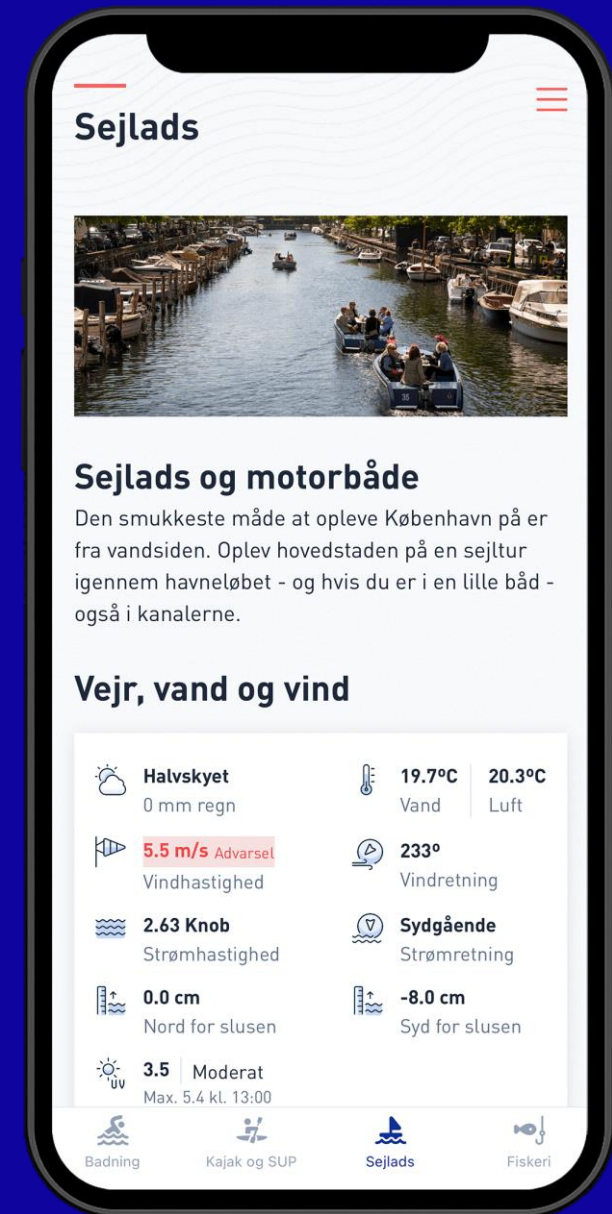 Sejlads
35
Sejlads og motorbåde
Den smukkeste måde at opleve København på er
fra vandsiden. Oplev hovedstaden på en sejltur
igennem havneløbet - og hvis du er i en lille båd -
også i kanalerne.
Vejr, vand og vind
Halvskyet
0 mm regn
19.7ºC 20.3ºC
Vand Luft
5.5 m/s Advarsel
Vindhastighed
233º
Vindretning
2.63 Knob
Strømhastighed
Sydgående
Strømretning
0.0 cm
Nord for slusen
-8.0 cm
Syd for slusen
UV
3.5 Moderat
Max. 5.4 kl. 13:00
Badning Kajak og SUP Sejlads Fiskeri